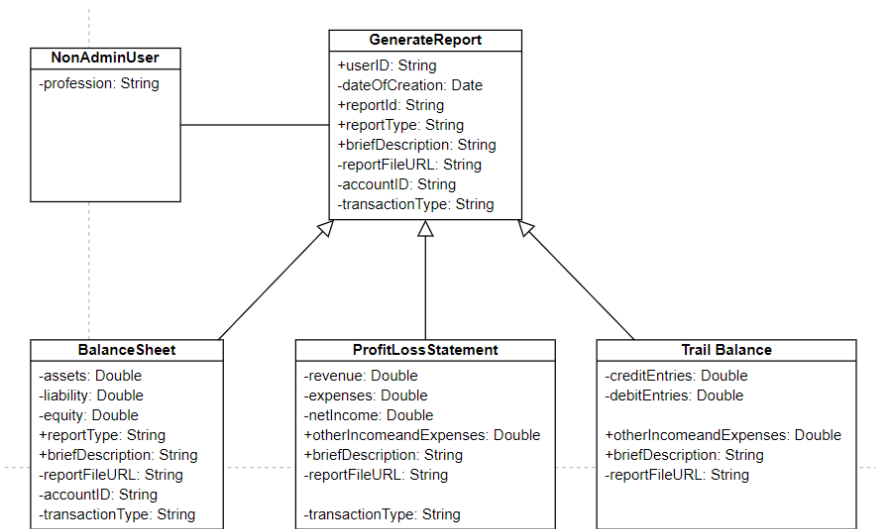 GenerateReport
+userID: String
-dateOfCreation: Date
+reportId: String
+reportType: String
+briefDescription: String
-reportFileURL: String
-accountID: String
-transactionType: String
NonAdminUser
-profession: String
BalanceSheet
-assets: Double
-liability: Double
-equity: Double
+reportType: String
+briefDescription: String
-reportFileURL: String
-accountID: String
-transactionType: String
ProfitLossStatement
-revenue: Double
-expenses: Double
-netIncome: Double
+otherIncomeandExpenses: Double
+briefDescription: String
-reportFileURL: String
-transactionType: String
Trail Balance
-creditEntries: Double
-debitEntries: Double
+otherIncomeandExpenses: Double
+briefDescription: String
-reportFileURL: String